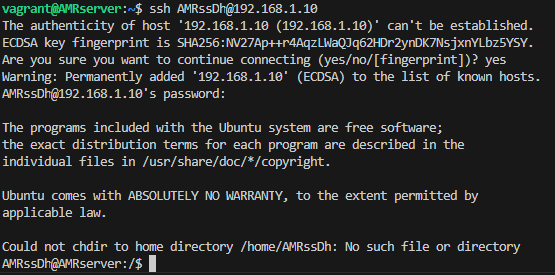 vagrant@AMRserver:~$ ssh AMRssDh@192.168.1.10
The authenticity of host '192.168.1.10 (192.168.1.10)' can't be established.
ECDSA key fingerprint is SHA256:NV27Ap++r4AqzLWaQJq62HDr2ynDK7NsjxnYLbz5YSY.
Are you sure you want to continue connecting (yes/no/[fingerprint])? yes
Warning: Permanently added '192.168.1.10' (ECDSA) to the list of known hosts.
AMRssDh@192.168.1.10's password:
The programs included with the Ubuntu system are free software;
the exact distribution terms for each program are described in the
individual files in /usr/share/doc/*/copyright.
Ubuntu comes with ABSOLUTELY NO WARRANTY, to the extent permitted by
applicable law.
Could not chdir to home directory /home/AMRssDh: No such file or directory
AMRssDh@AMRserver:/$